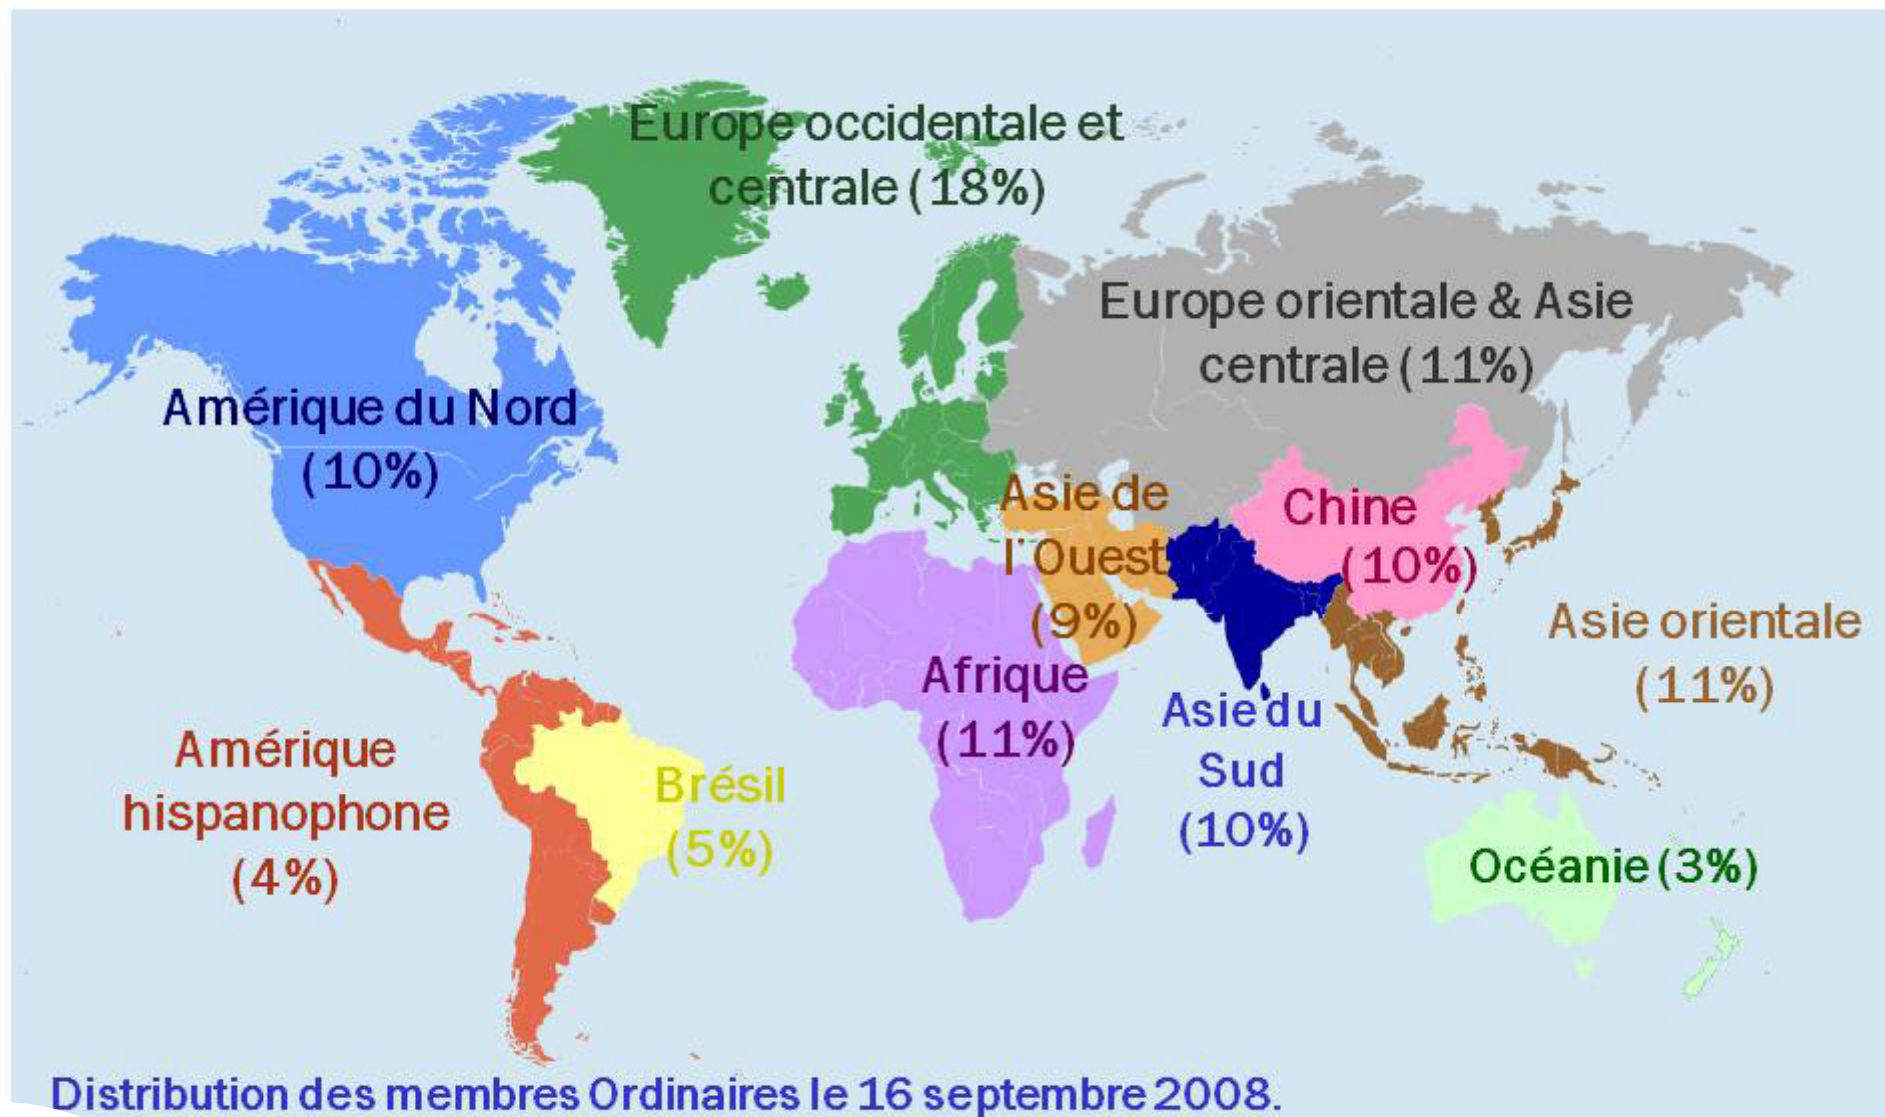 Europe occidentale et
centrale (18%)
Europe orientale & Asie
centrale (11%)
Amérique du Nord
(10%)
Asie de
l'Ouest
(9%)
Chine
(10%)
Asie orientale
(11%)
Afrique
(11%)
Asie du
Sud
(10%)
Amérique
hispanophone
(4%)
Brésil
(5%)
Océanie (3%)
Distribution des membres Ordinaires le 16 septembre 2008.